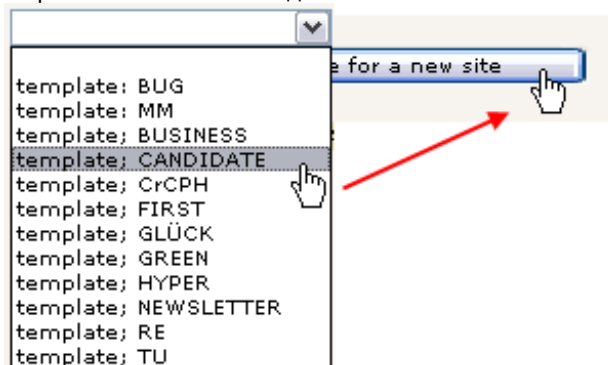 e for a new site
template; BUG
template; MM
template; BUSINESS
template; CANDIDATE
template; CrCPH
template; FIRST
template; GLÜCK
template; GREEN
template; HYPER
template; NEWSLETTER
template; RE
template; TU